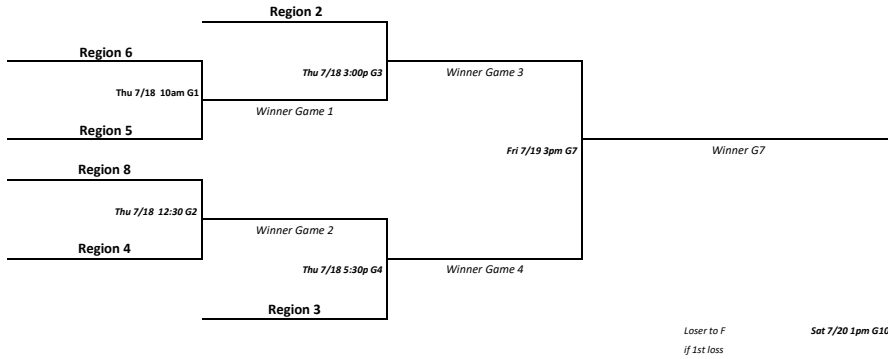 Region 2
Region 6
Thu 7/18 3:00p G3
Winner Game 3
Thu 7/18 10am G1
Winner Game 1
Region 5
Fri 7/19 3pm G7
Winner G7
Region 8
Thu 7/18 12:30 G2
Winner Game 2
Region 4
Thu 7/18 5:30p G4
Winner Game 4
Region 3
Loser to F
Sat 7/20 1pm G10
if 1st loss